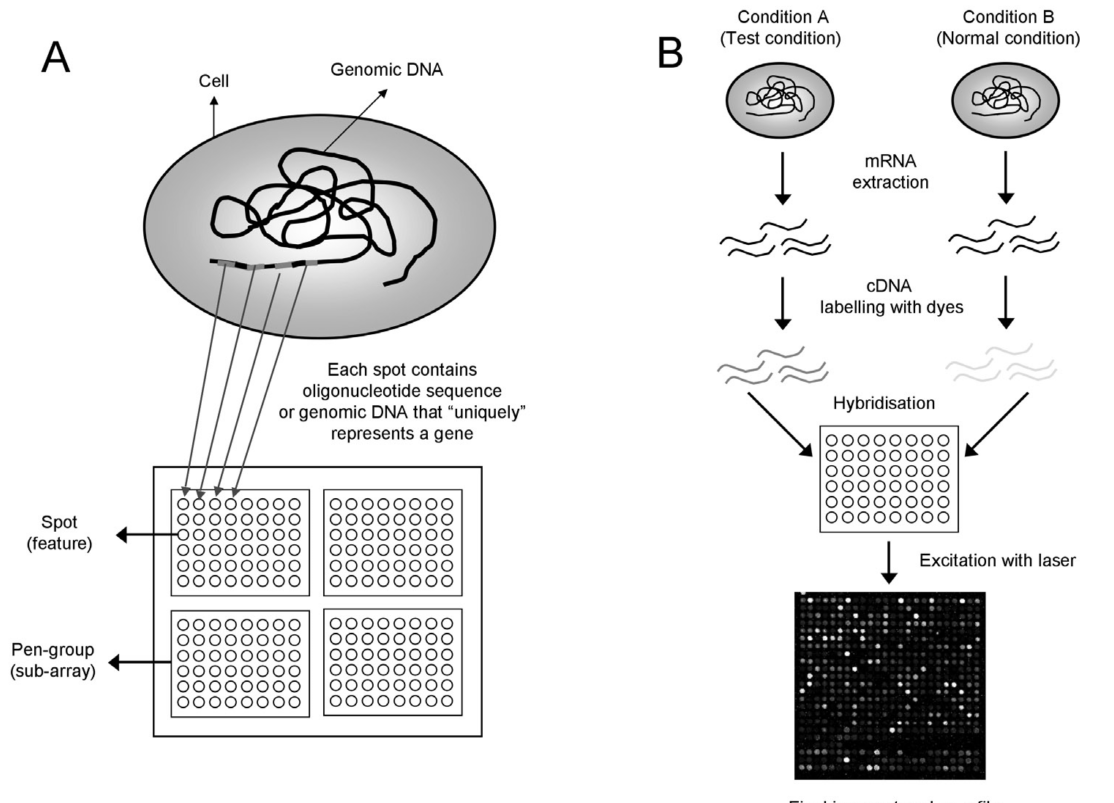 A
Cell
Genomic DNA
Each spot contains
oligonucleotide sequence
or genomic DNA that “uniquely”
represents a gene
Spot
(feature)
Pen-group
(sub-array)
B
Condition A
(Test condition)
Condition B
(Normal condition)
mRNA
extraction
cDNA
labelling with dyes
Hybridisation
Excitation with laser